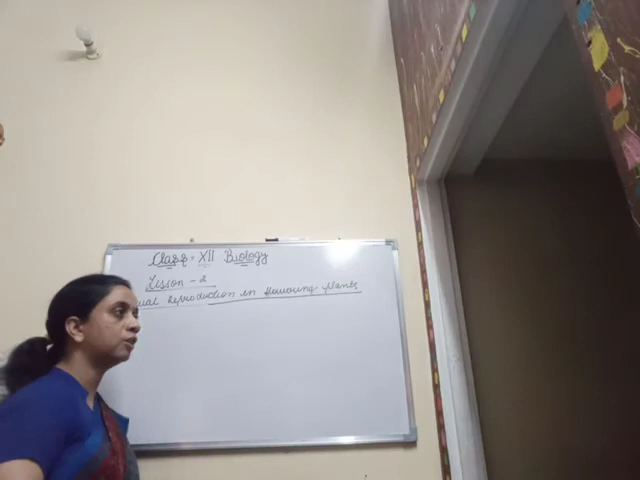 Class - XII Biology
Lesson - 2
ual Reproduction in flowering - plants